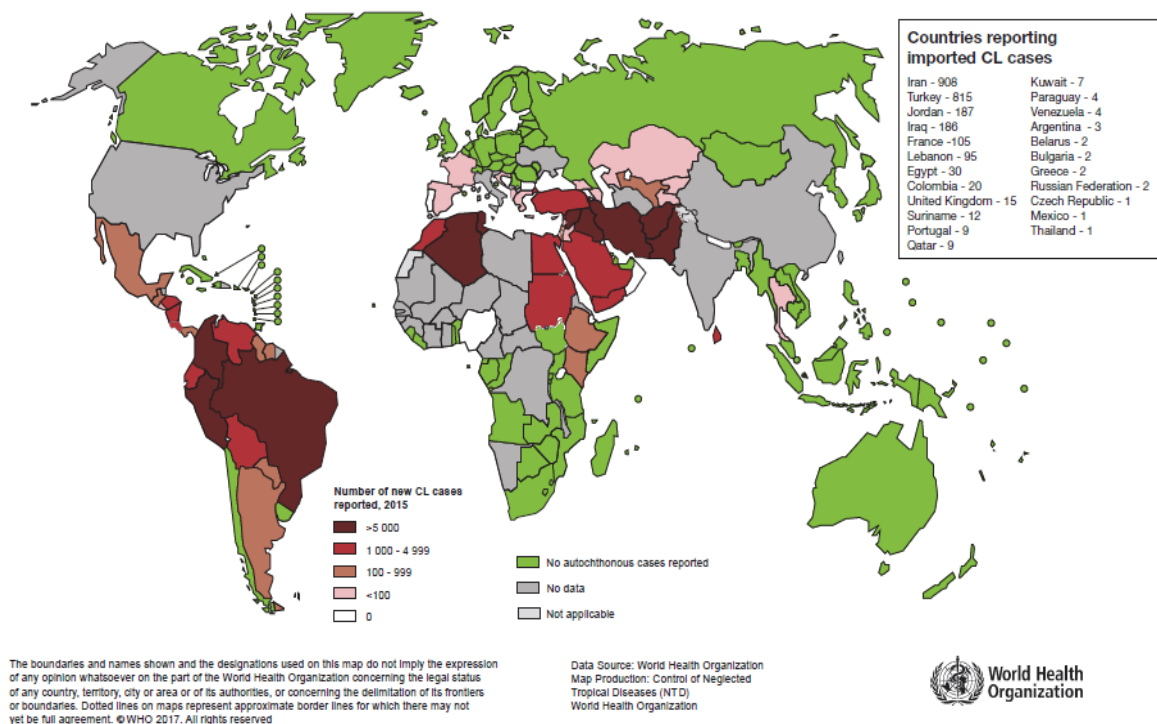 Countries reporting
imported CL cases
Iran - 908
Turkey - 815
Jordan - 187
Iraq - 186
France -105
Lebanon - 95
Egypt - 30
Colombia - 20
United Kingdom - 15
Suriname - 12
Portugal - 9
Qatar - 9
Kuwait - 7
Paraguay - 4
Venezuela - 4
Argentina - 3
Belarus - 2
Bulgaria - 2
Greece - 2
Russian Federation - 2
Czech Republic - 1
Mexico - 1
Thailand - 1
Number of new CL cases
reported, 2015
>5 000
1 000 - 4 999
100 - 999
<100
0
No autochthonous cases reported
No data
Not applicable
The boundaries and names shown and the designations used on this map do not imply the expression
of any opinion whatsoever on the part of the World Health Organization concerning the legal status
of any country, territory, city or area or of its authorities, or concerning the delimitation of its frontiers
or boundaries. Dotted lines on maps represent approximate border lines for which there may not
yet be full agreement. © WHO 2017. All rights reserved
Data Source: World Health Organization
Map Production: Control of Neglected
Tropical Diseases (NTD)
World Health Organization
World Health
Organization